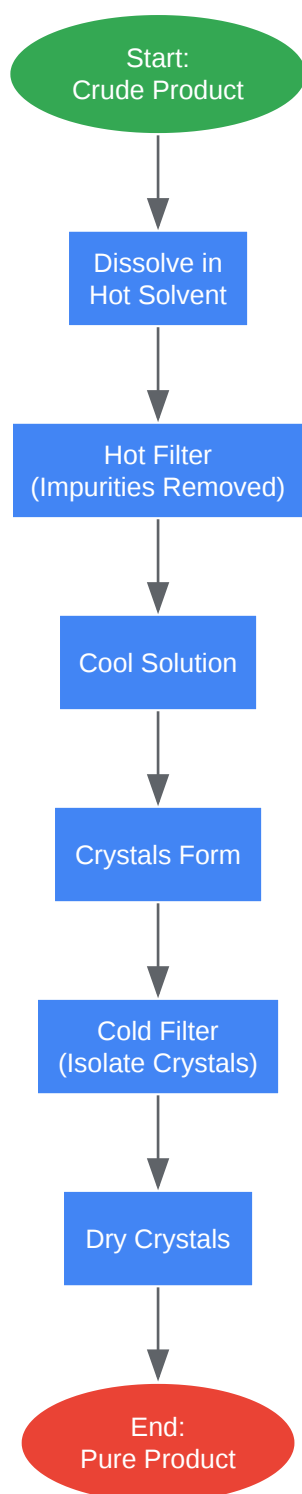 Start:
Crude Product
Dissolve in
Hot Solvent
Hot Filter
(Impurities Removed)
Cool Solution
Crystals Form
Cold Filter
(Isolate Crystals)
Dry Crystals
End:
Pure Product